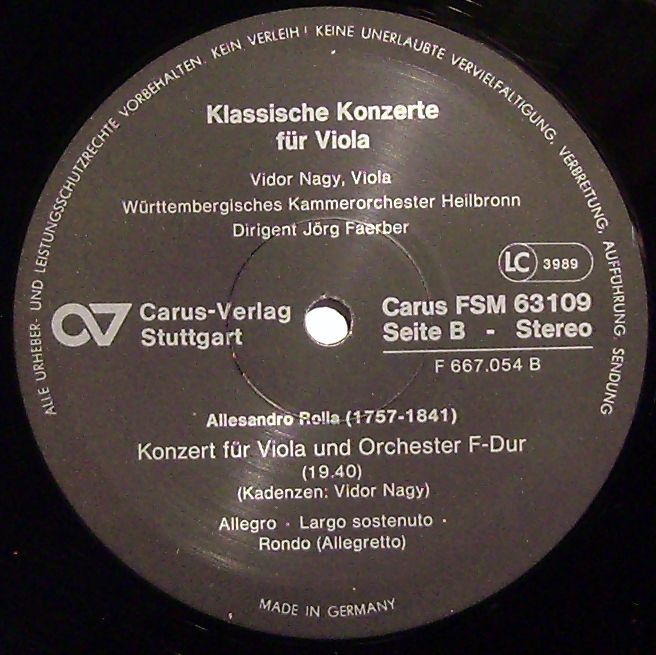 ALLE URHEBER- UND LEISTUNGSSCHUTZRECHTE VORBEHALTEN. KEIN VERLEIH! KEINE UNERLAUBTE VERVIELFÄLTIGUNG, VERBREITUNG, AUFFÜHRUNG, SENDUNG
Klassische Konzerte
für Viola
Vidor Nagy, Viola
Württembergisches Kammerorchester Heilbronn
Dirigent Jörg Faerber
LC 3989
Carus-Verlag
Stuttgart
Carus FSM 63109
Seite B - Stereo
F 667.054 B
Allesandro Rolla (1757-1841)
Konzert für Viola und Orchester F-Dur
(19.40)
(Kadenzen: Vidor Nagy)
Allegro · Largo sostenuto ·
Rondo (Allegretto)
MADE IN GERMANY